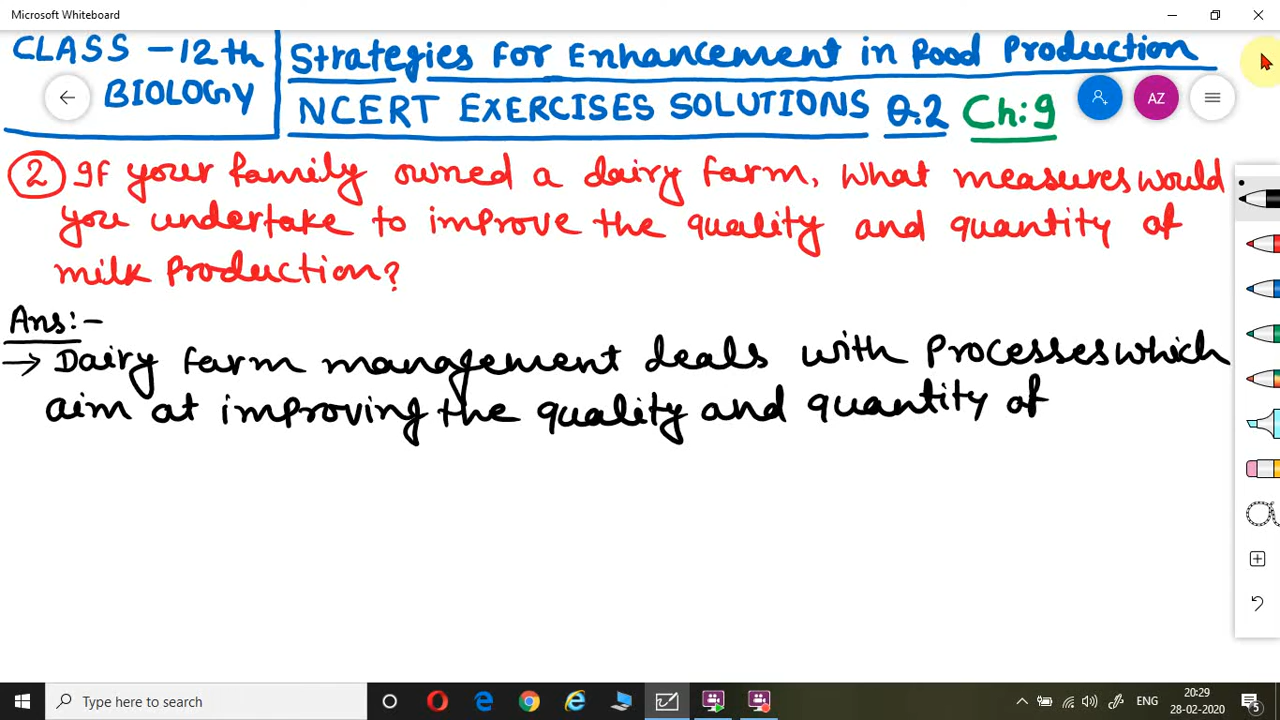 Microsoft Whiteboard
CLASS - 12th
BIOLOGY
Strategies For Enhancement in Food Production
NCERT EXERCISES SOLUTIONS Q.2 Ch:9
AZ
2 If your family owned a dairy farm, what measures would
you undertake to improve the quality and quantity of
milk Production?
Ans:-
→ Dairy farm management deals with Processes which
aim at improving the quality and quantity of
Type here to search
ENG
20:29
28-02-2020
5